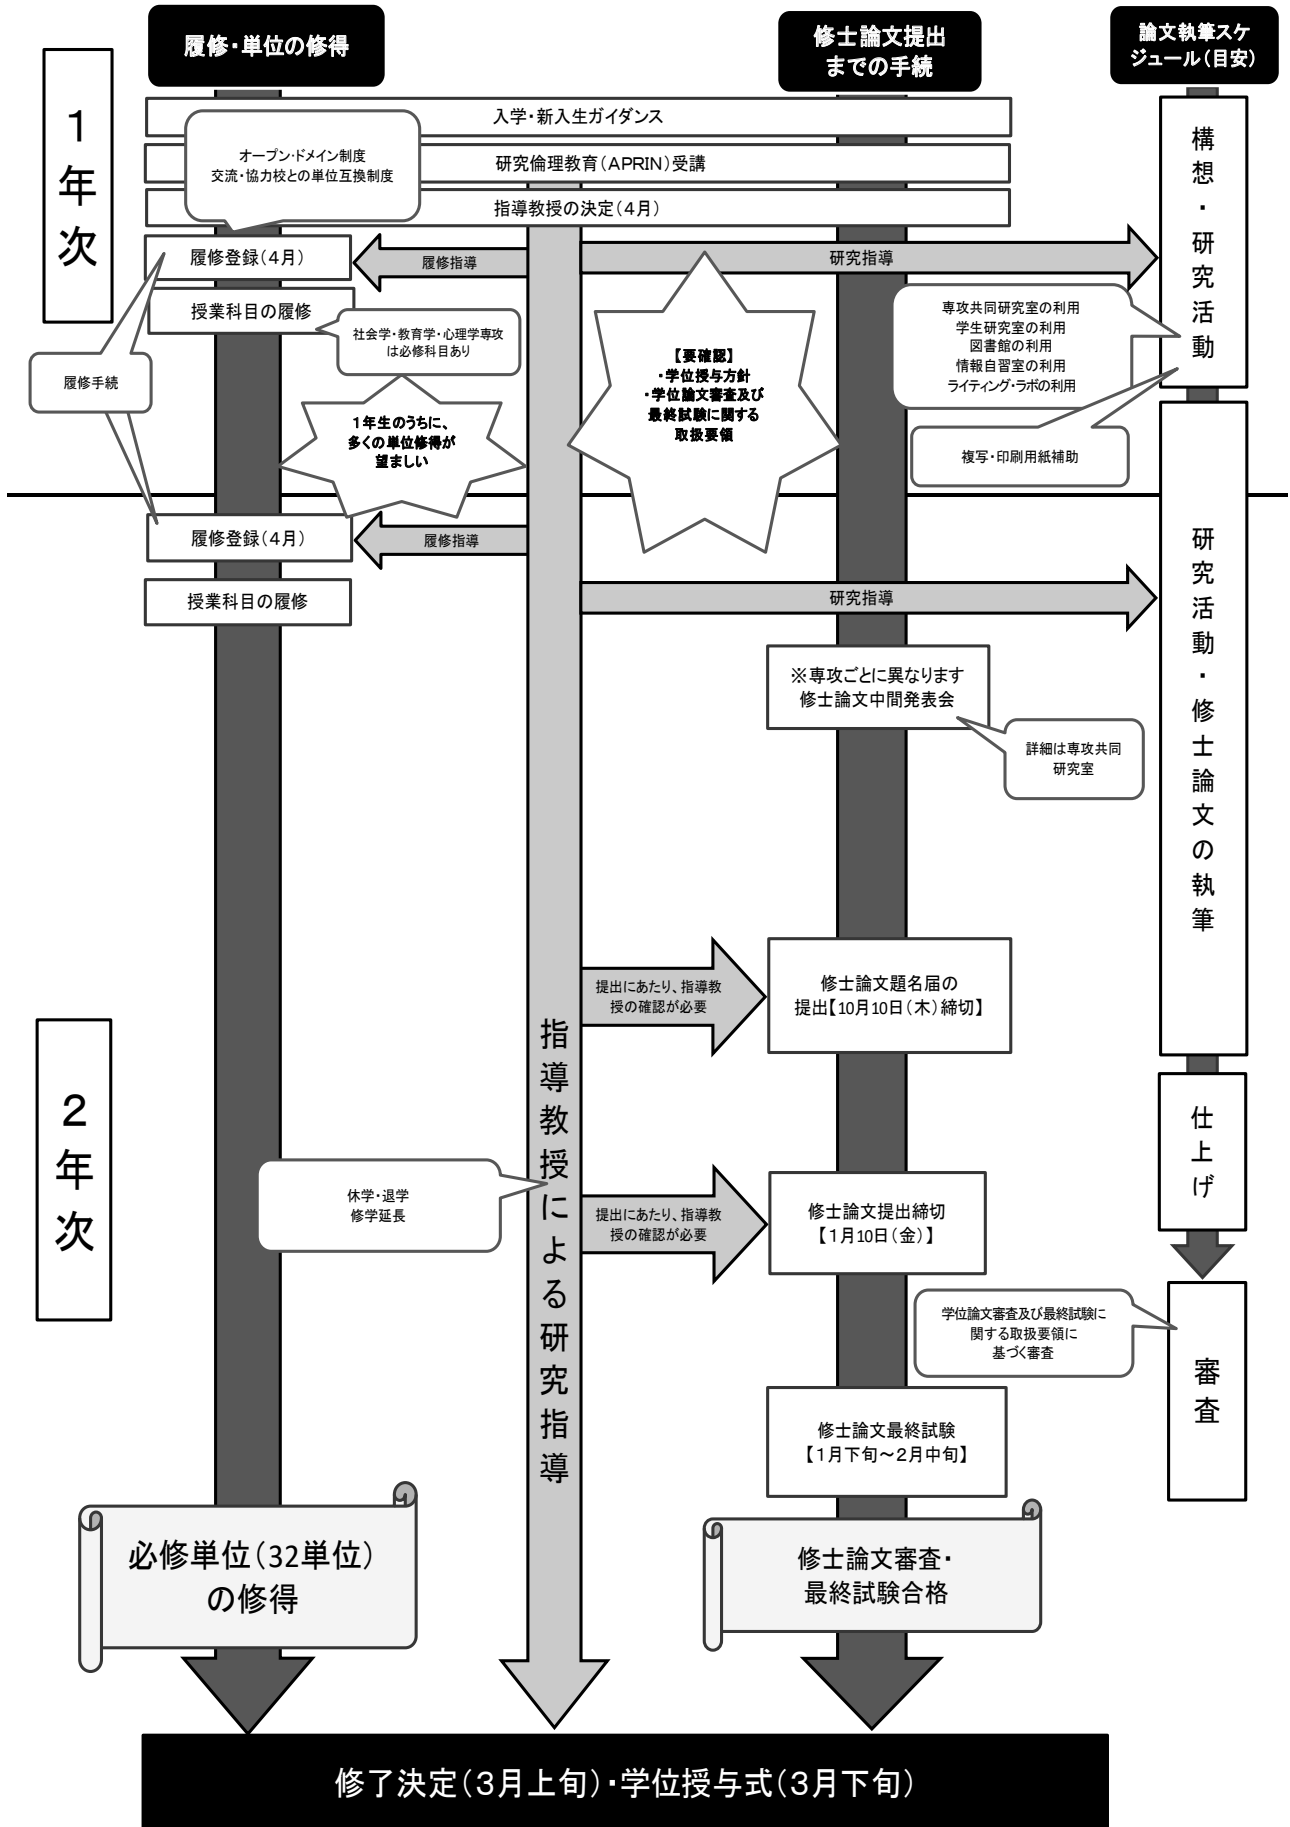 履修・単位の修得
修士論文提出
までの手続
論文執筆スケ
ジュール（目安）
1年次
入学・新入生ガイダンス
オープン・ドメイン制度
交流・協力校との単位互換制度
研究倫理教育（APRIN）受講
指導教授の決定（4月）
構想・研究活動
履修登録（4月）
履修指導
研究指導
授業科目の履修
社会学・教育学・心理学専攻
は必修科目あり
専攻共同研究室の利用
学生研究室の利用
図書館の利用
情報自習室の利用
ライティング・ラボの利用
【要確認】
・学位授与方針
・学位論文審査及び
最終試験に関する
取扱要領
履修手続
1年生のうちに、
多くの単位修得が
望ましい
複写・印刷用紙補助
履修登録（4月）
履修指導
研究活動・修士論文の執筆
授業科目の履修
研究指導
※専攻ごとに異なります
修士論文中間発表会
詳細は専攻共同
研究室
提出にあたり、指導教
授の確認が必要
修士論文題名届の
提出【10月10日（木）締切】
指導教授による研究指導
2年次
仕上げ
休学・退学
修学延長
提出にあたり、指導教
授の確認が必要
修士論文提出締切
【1月10日（金）】
学位論文審査及び最終試験に
関する取扱要領に
基づく審査
審査
修士論文最終試験
【1月下旬～2月中旬】
必修単位（32単位）
の修得
修士論文審査・
最終試験合格
修了決定（3月上旬）・学位授与式（3月下旬）